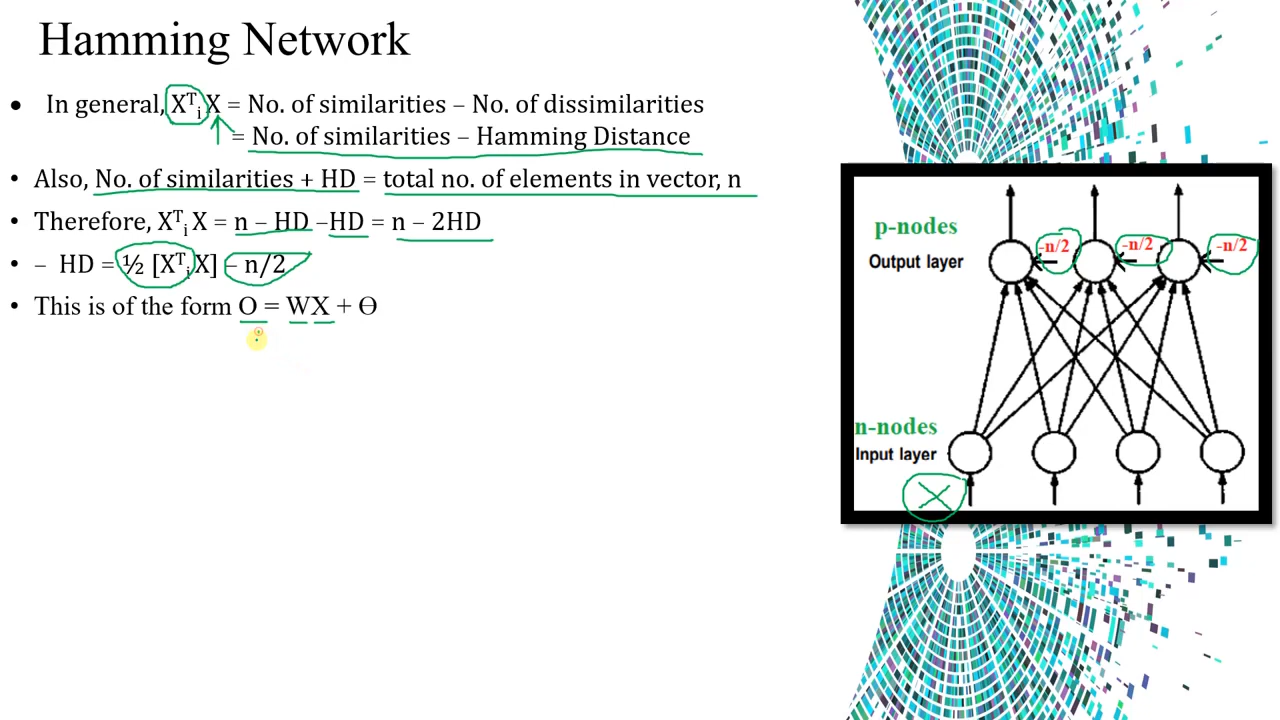 Hamming Network
• In general, Xᵀᵢ X = No. of similarities – No. of dissimilarities
= No. of similarities – Hamming Distance
• Also, No. of similarities + HD = total no. of elements in vector, n
• Therefore, Xᵀᵢ X = n – HD –HD = n – 2HD
• – HD = ½ [XᵀᵢX] – n/2
• This is of the form O = WX + Ɵ
p-nodes
Output layer
-n/2 -n/2 -n/2
n-nodes
Input layer
X